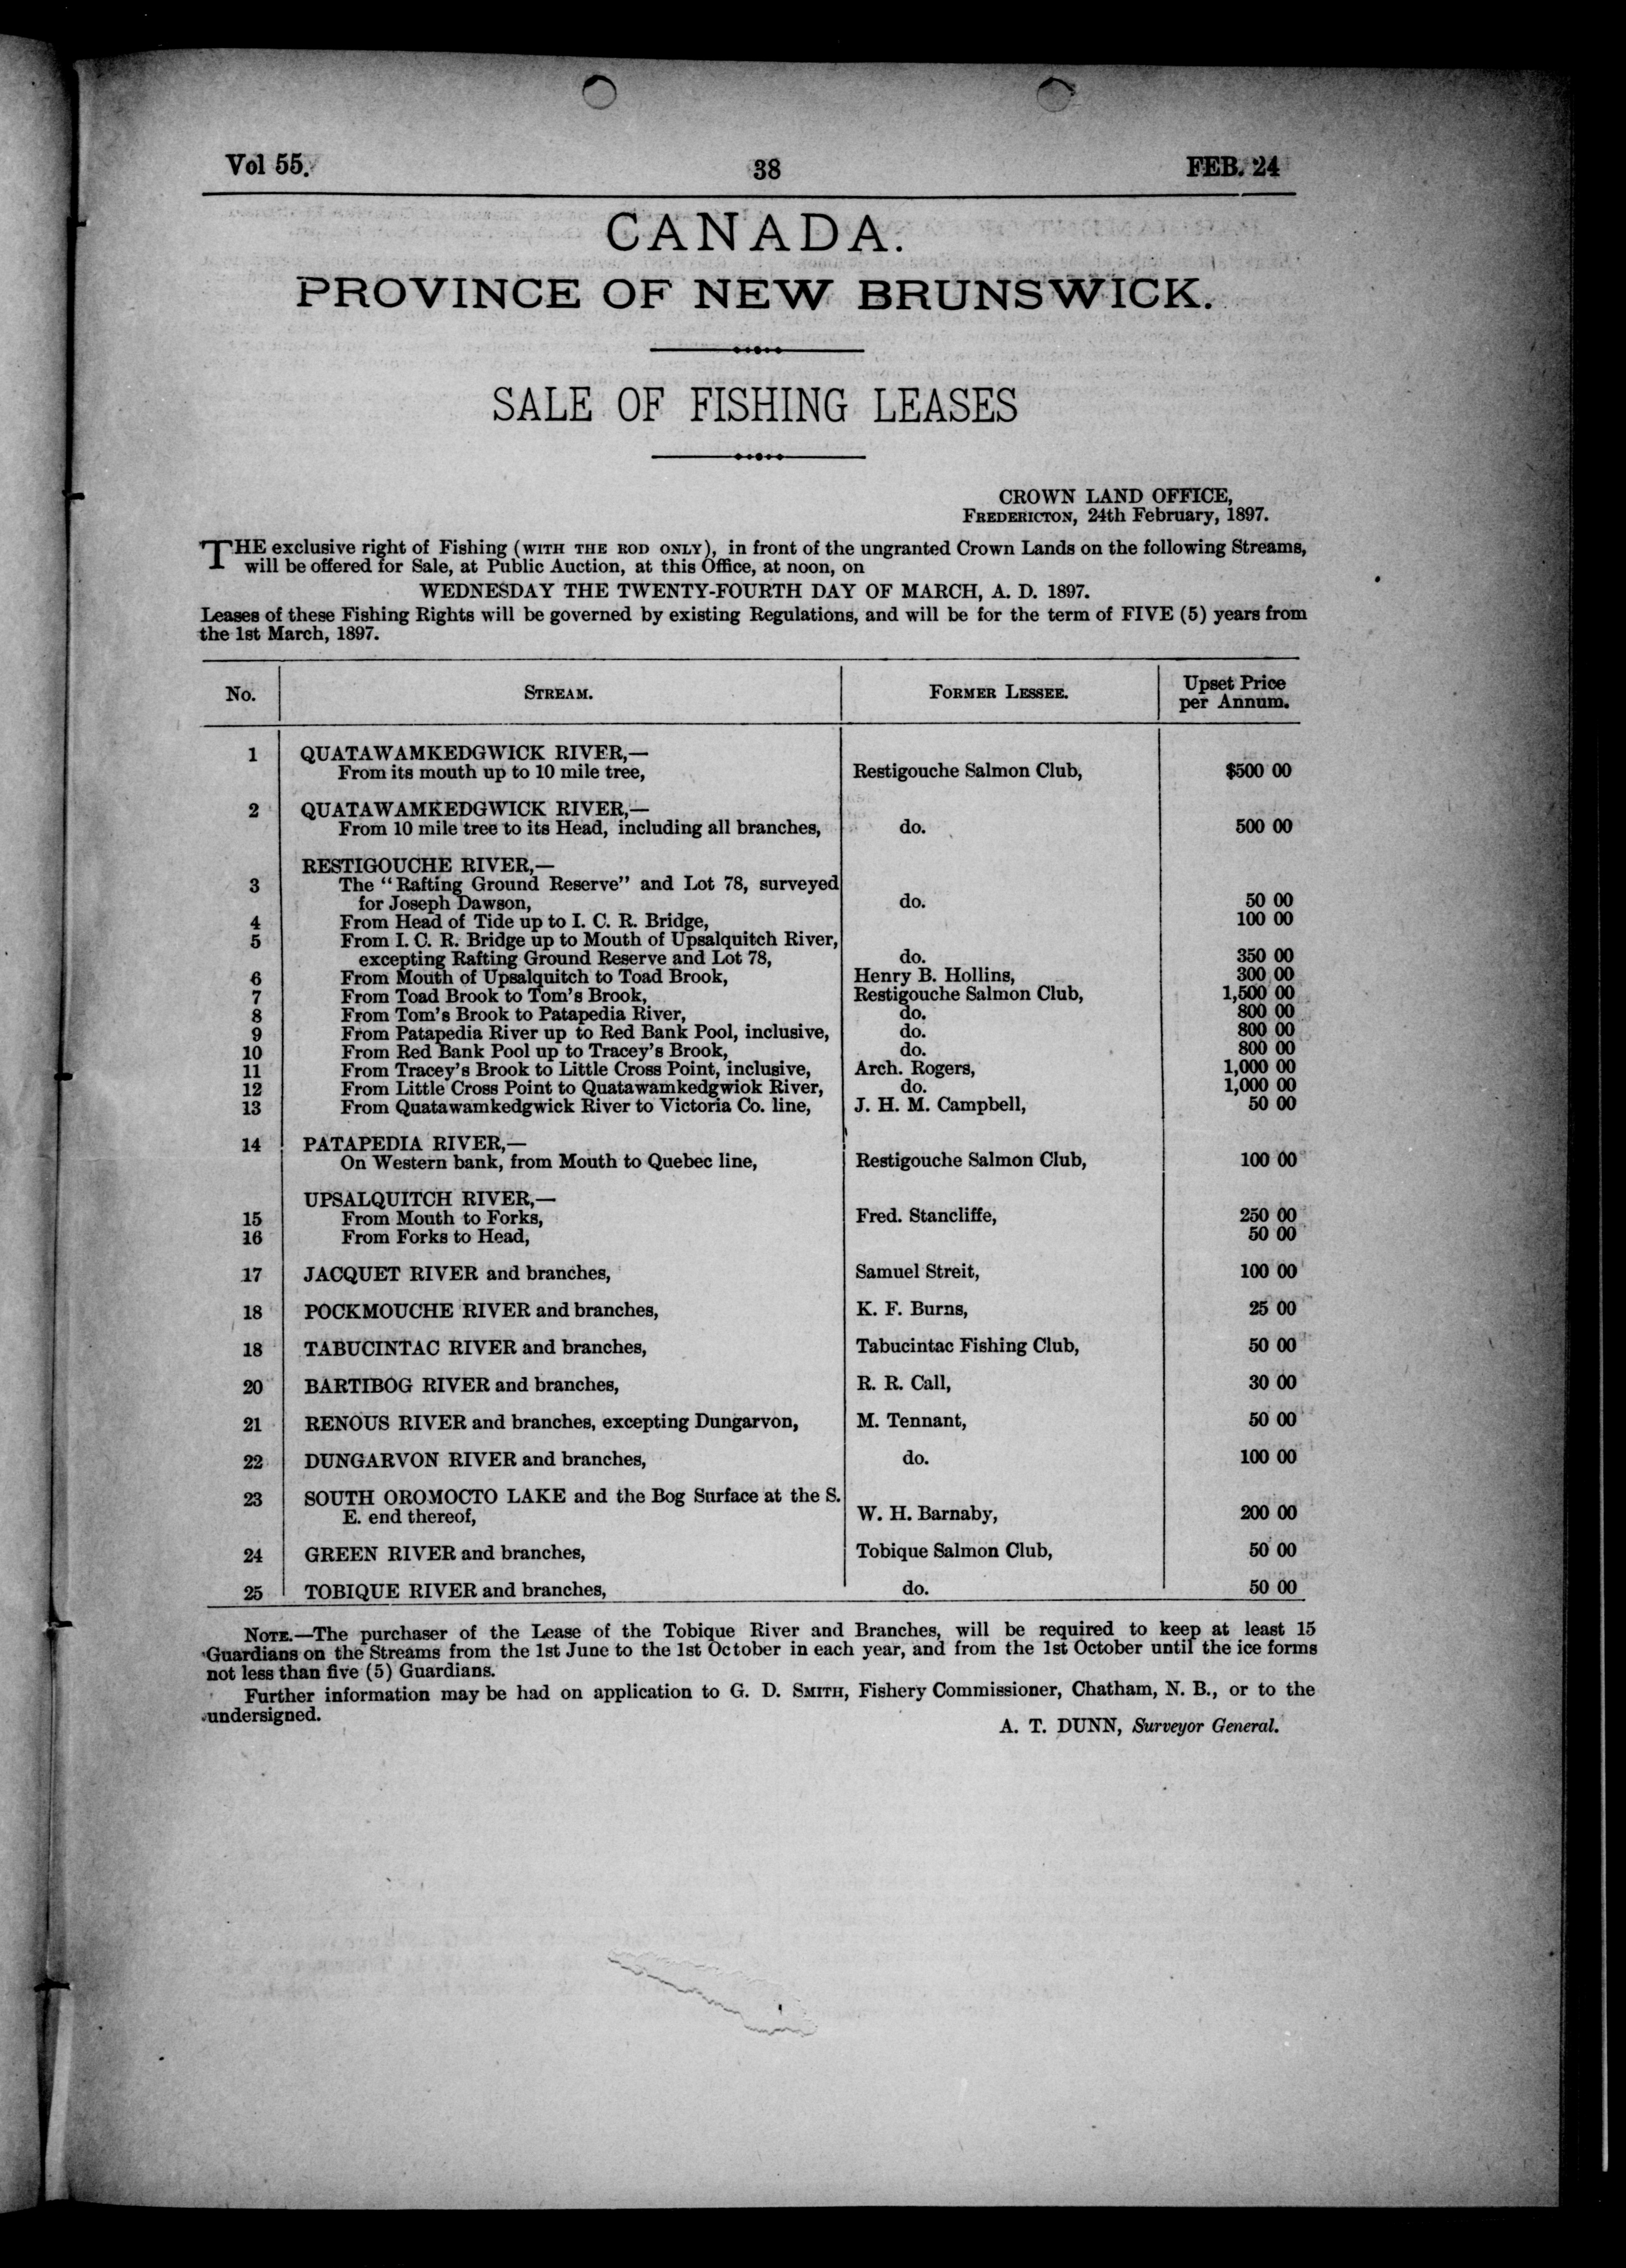 Vol 55. 38 FEB. 24
CANADA.
PROVINCE OF NEW BRUNSWICK.
SALE OF FISHING LEASES
CROWN LAND OFFICE,
FREDERICTON, 24th February, 1897.
THE exclusive right of Fishing (WITH THE ROD ONLY), in front of the ungranted Crown Lands on the following Streams,
will be offered for Sale, at Public Auction, at this Office, at noon, on
WEDNESDAY THE TWENTY-FOURTH DAY OF MARCH, A. D. 1897.
Leases of these Fishing Rights will be governed by existing Regulations, and will be for the term of FIVE (5) years from
the 1st March, 1897.
No. STREAM. FORMER LESSEE. Upset Price
per Annum.
1 QUATAWAMKEDGWICK RIVER,—
From its mouth up to 10 mile tree, Restigouche Salmon Club, $500 00
2 QUATAWAMKEDGWICK RIVER,—
From 10 mile tree to its Head, including all branches, do. 500 00
RESTIGOUCHE RIVER,—
3 The "Rafting Ground Reserve" and Lot 78, surveyed
for Joseph Dawson, do. 50 00
4 From Head of Tide up to I. C. R. Bridge, 100 00
5 From I. C. R. Bridge up to Mouth of Upsalquitch River,
excepting Rafting Ground Reserve and Lot 78, do. 350 00
6 From Mouth of Upsalquitch to Toad Brook, Henry B. Hollins, 300 00
7 From Toad Brook to Tom's Brook, Restigouche Salmon Club, 1,500 00
8 From Tom's Brook to Patapedia River, do. 800 00
9 From Patapedia River up to Red Bank Pool, inclusive, do. 800 00
10 From Red Bank Pool up to Tracey's Brook, do. 800 00
11 From Tracey's Brook to Little Cross Point, inclusive, Arch. Rogers, 1,000 00
12 From Little Cross Point to Quatawamkedgwiok River, do. 1,000 00
13 From Quatawamkedgwick River to Victoria Co. line, J. H. M. Campbell, 50 00
14 PATAPEDIA RIVER,—
On Western bank, from Mouth to Quebec line, Restigouche Salmon Club, 100 00
UPSALQUITCH RIVER,—
15 From Mouth to Forks, Fred. Stancliffe, 250 00
16 From Forks to Head, 50 00
17 JACQUET RIVER and branches, Samuel Streit, 100 00
18 POCKMOUCHE RIVER and branches, K. F. Burns, 25 00
18 TABUCINTAC RIVER and branches, Tabucintac Fishing Club, 50 00
20 BARTIBOG RIVER and branches, R. R. Call, 30 00
21 RENOUS RIVER and branches, excepting Dungarvon, M. Tennant, 50 00
22 DUNGARVON RIVER and branches, do. 100 00
23 SOUTH OROMOCTO LAKE and the Bog Surface at the S.
E. end thereof, W. H. Barnaby, 200 00
24 GREEN RIVER and branches, Tobique Salmon Club, 50 00
25 TOBIQUE RIVER and branches, do. 50 00
NOTE.—The purchaser of the Lease of the Tobique River and Branches, will be required to keep at least 15
Guardians on the Streams from the 1st June to the 1st October in each year, and from the 1st October until the ice forms
not less than five (5) Guardians.
Further information may be had on application to G. D. SMITH, Fishery Commissioner, Chatham, N. B., or to the
undersigned.
A. T. DUNN, Surveyor General.